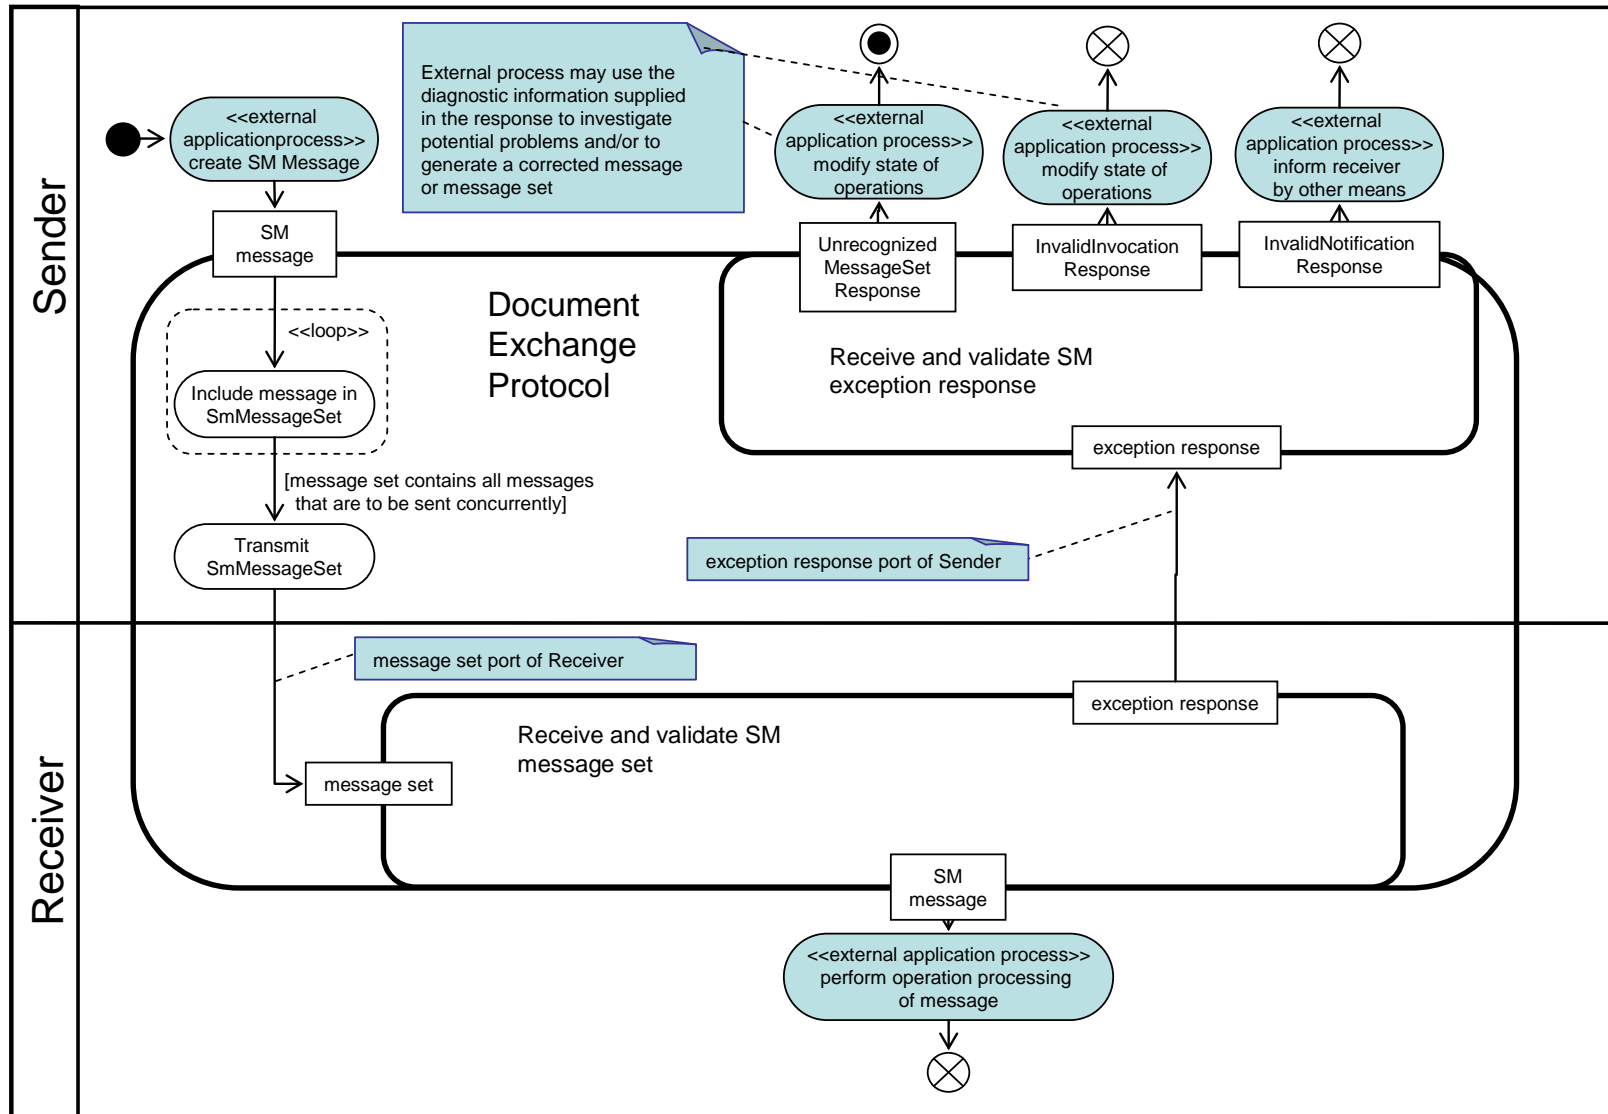 Sender
<<external
applicationprocess>>
create SM Message
External process may use the
diagnostic information supplied
in the response to investigate
potential problems and/or to
generate a corrected message
or message set
<<external
application process>>
modify state of
operations
<<external
application process>>
modify state of
operations
<<external
application process>>
inform receiver
by other means
SM
message
Unrecognized
MessageSet
Response
InvalidInvocation
Response
InvalidNotification
Response
Document
Exchange
Protocol
<<loop>>
Include message in
SmMessageSet
Receive and validate SM
exception response
exception response
[message set contains all messages
that are to be sent concurrently]
Transmit
SmMessageSet
exception response port of Sender
Receiver
message set port of Receiver
exception response
Receive and validate SM
message set
message set
SM
message
<<external application process>>
perform operation processing
of message